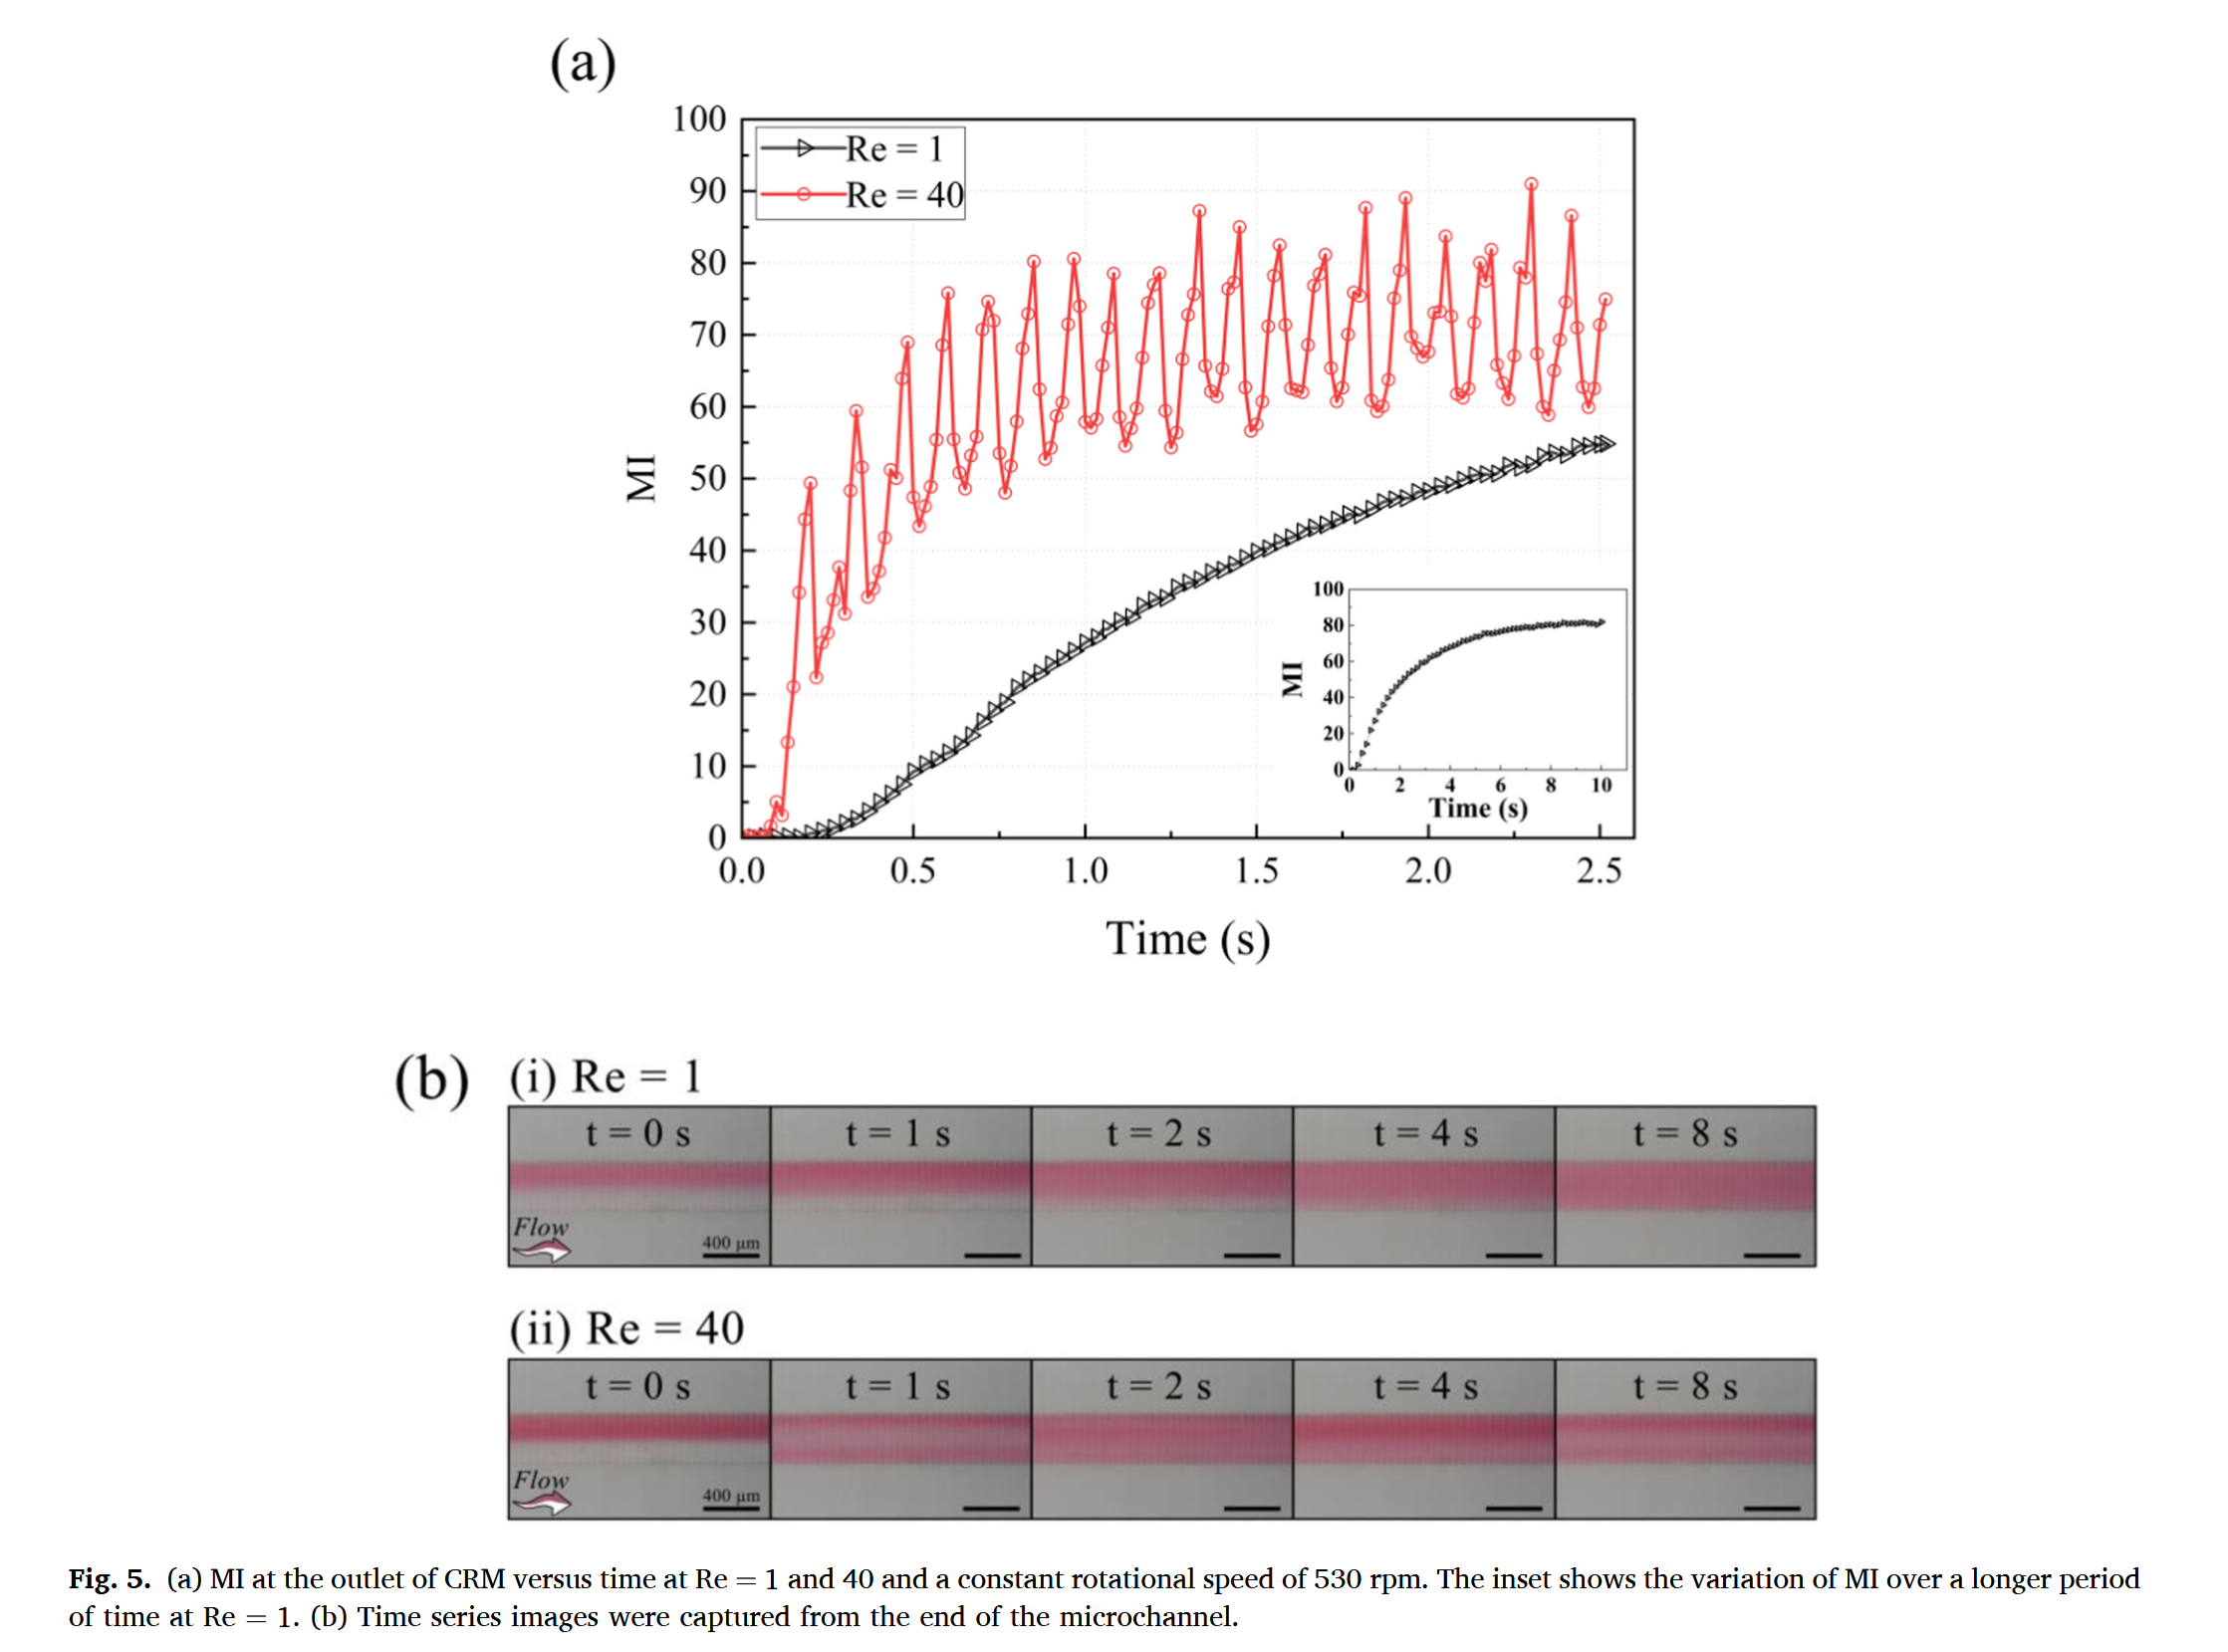 (a)
100
90
80
70
60
50
40
30
20
10
0
MI
Re = 1
Re = 40
0.0 0.5 1.0 1.5 2.0 2.5
Time (s)
100
80
60
40
20
0
MI
0 2 4 6 8 10
Time (s)
(b) (i) Re = 1
t = 0 s t = 1 s t = 2 s t = 4 s t = 8 s
Flow
400 μm
(ii) Re = 40
t = 0 s t = 1 s t = 2 s t = 4 s t = 8 s
Flow
400 μm
Fig. 5. (a) MI at the outlet of CRM versus time at Re = 1 and 40 and a constant rotational speed of 530 rpm. The inset shows the variation of MI over a longer period
of time at Re = 1. (b) Time series images were captured from the end of the microchannel.